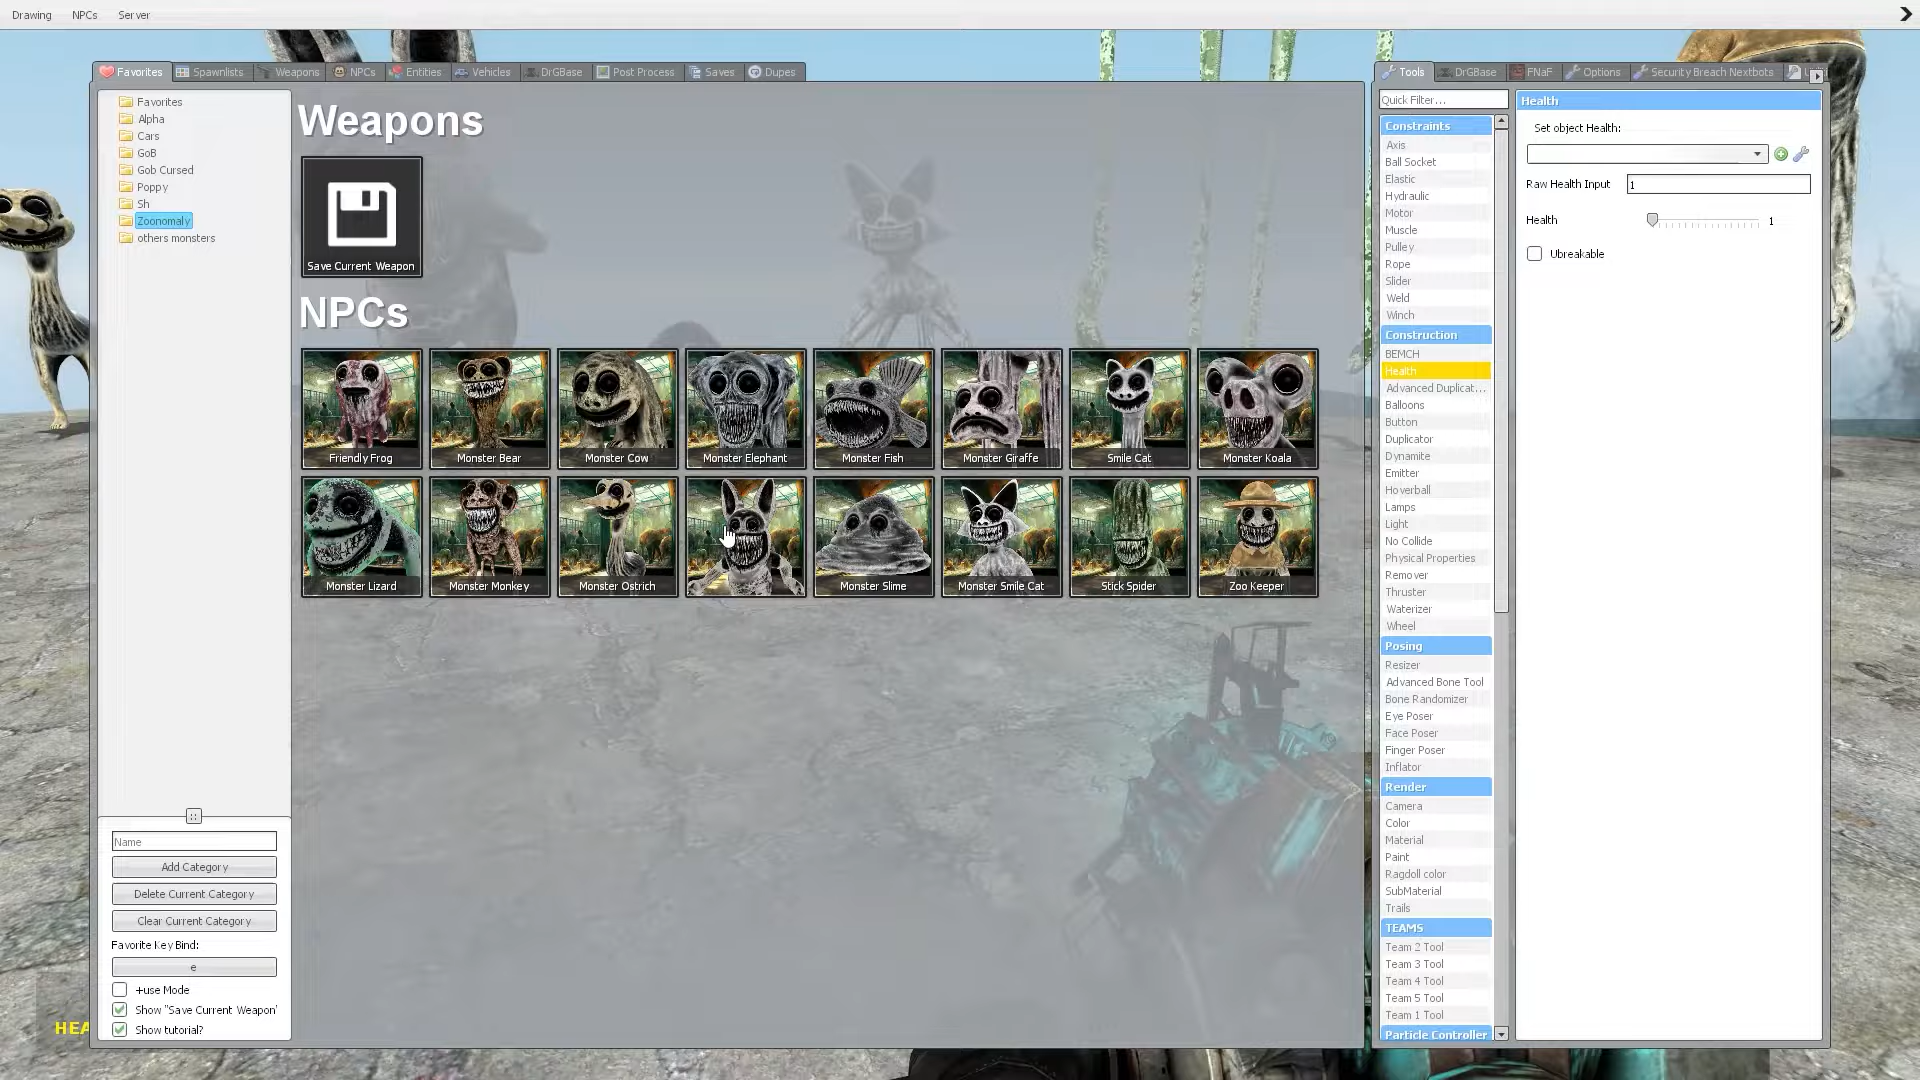 Drawing NPCs Server
Favorites Spawnlists Weapons NPCs Entities Vehicles DrGBase Post Process Saves Dupes
Tools DrGBase FNaF Options Security Breach Nextbots
Favorites
Alpha
Cars
GoB
Gob Cursed
Poppy
Sh
Zoonomaly
others monsters
Name
Add Category
Delete Current Category
Clear Current Category
Favorite Key Bind:
e
+use Mode
Show "Save Current Weapon"
Show tutorial?
HEA
Weapons
Save Current Weapon
NPCs
Friendly Frog
Monster Bear
Monster Cow
Monster Elephant
Monster Fish
Monster Giraffe
Smile Cat
Monster Koala
Monster Lizard
Monster Monkey
Monster Ostrich
Monster Slime
Monster Smile Cat
Stick Spider
Zoo Keeper
Quick Filter...
Constraints
Axis
Ball Socket
Elastic
Hydraulic
Motor
Muscle
Pulley
Rope
Slider
Weld
Winch
Construction
BEMCH
Health
Advanced Duplicat...
Balloons
Button
Duplicator
Dynamite
Emitter
Hoverball
Lamps
Light
No Collide
Physical Properties
Remover
Thruster
Waterizer
Wheel
Posing
Resizer
Advanced Bone Tool
Bone Randomizer
Eye Poser
Face Poser
Finger Poser
Inflator
Render
Camera
Color
Material
Paint
Ragdoll color
SubMaterial
Trails
TEAMS
Team 2 Tool
Team 3 Tool
Team 4 Tool
Team 5 Tool
Team 1 Tool
Particle Controller
Health
Set object Health:
Raw Health Input 1
Health 1
Ubreakable